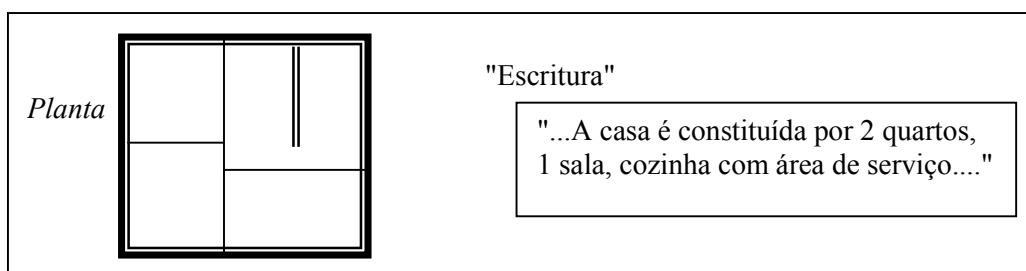 "Escritura"
Planta
"...A casa é constituída por 2 quartos,
1 sala, cozinha com área de serviço...."